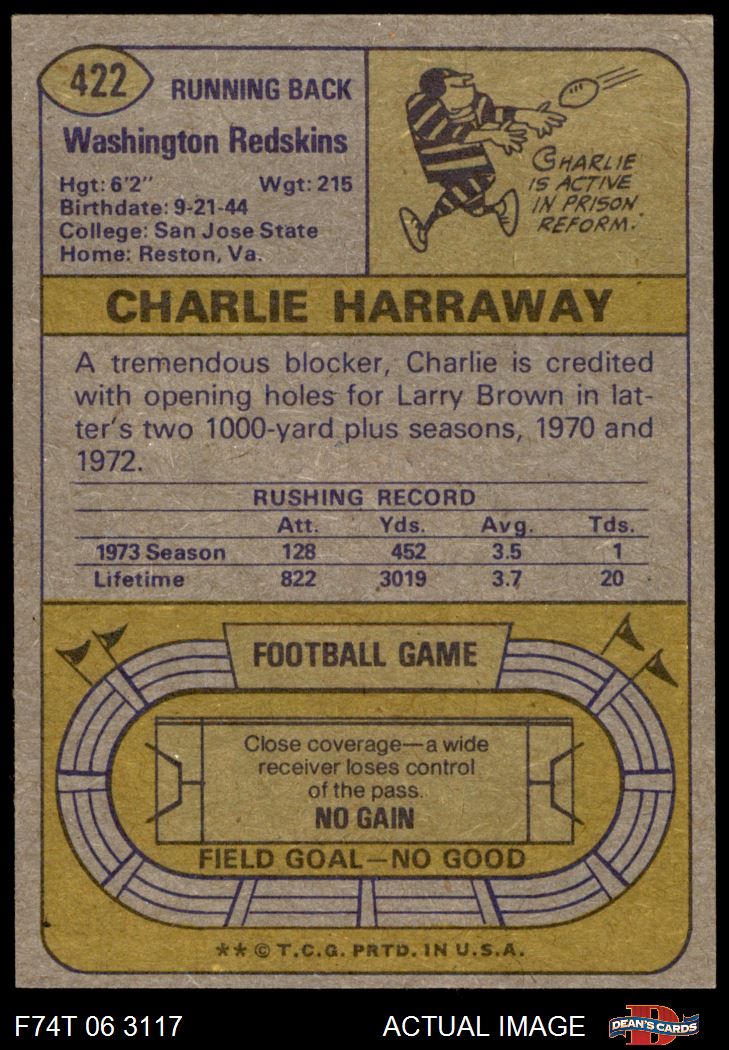 422
RUNNING BACK
Washington Redskins
Hgt: 6'2" Wgt: 215
Birthdate: 9-21-44
College: San Jose State
Home: Reston, Va.
CHARLIE
IS ACTIVE
IN PRISON
REFORM.
CHARLIE HARRAWAY
A tremendous blocker, Charlie is credited
with opening holes for Larry Brown in lat-
ter's two 1000-yard plus seasons, 1970 and
1972.
RUSHING RECORD
Att. Yds. Avg. Tds.
1973 Season 128 452 3.5 1
Lifetime 822 3019 3.7 20
FOOTBALL GAME
Close coverage—a wide
receiver loses control
of the pass.
NO GAIN
FIELD GOAL—NO GOOD
** © T.C.G. PRTD. IN U.S.A.
F74T 06 3117 ACTUAL IMAGE DEAN'S CARDS